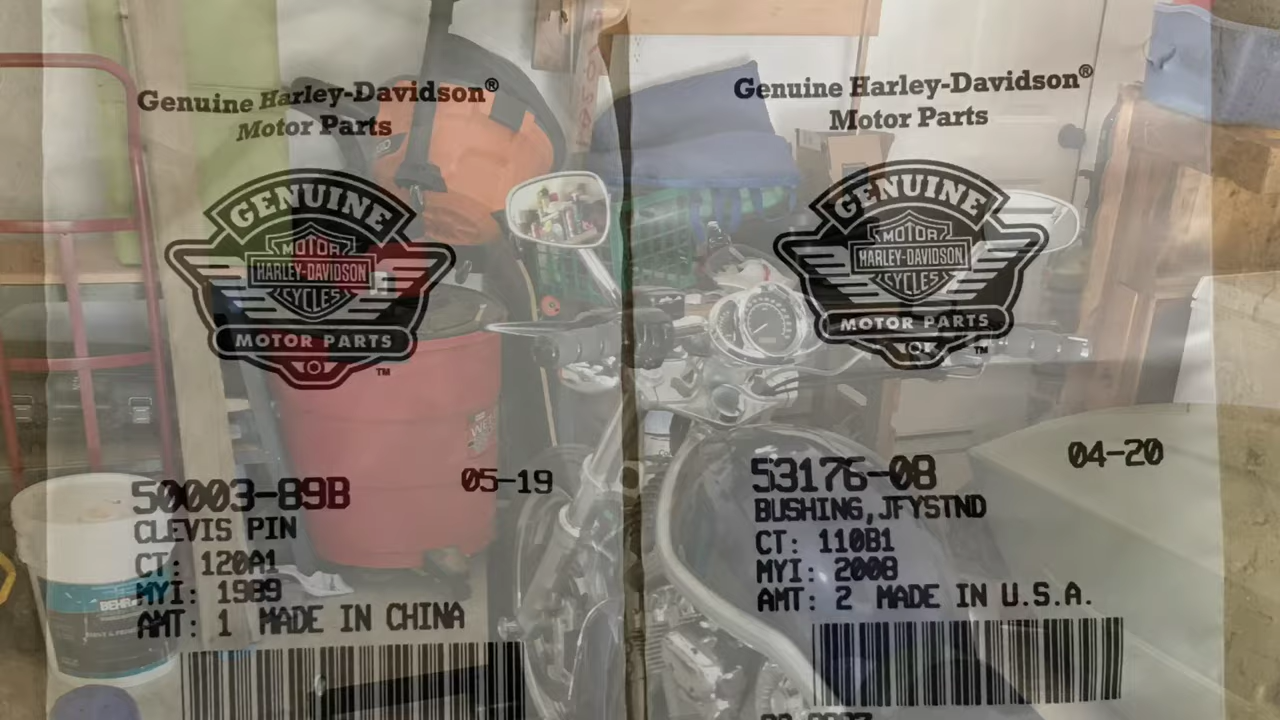 Genuine Harley-Davidson®
Motor Parts
GENUINE
MOTOR
HARLEY-DAVIDSON
CYCLES
MOTOR PARTS
TM
50003-89B
05-19
CLEVIS PIN
CT: 120A1
MYI: 1989
AMT: 1 MADE IN CHINA
Genuine Harley-Davidson®
Motor Parts
GENUINE
MOTOR
HARLEY-DAVIDSON
CYCLES
MOTOR PARTS
TM
53176-08
04-20
BUSHING,JFYSTND
CT: 110B1
MYI: 2008
AMT: 2 MADE IN U.S.A.
BEHR